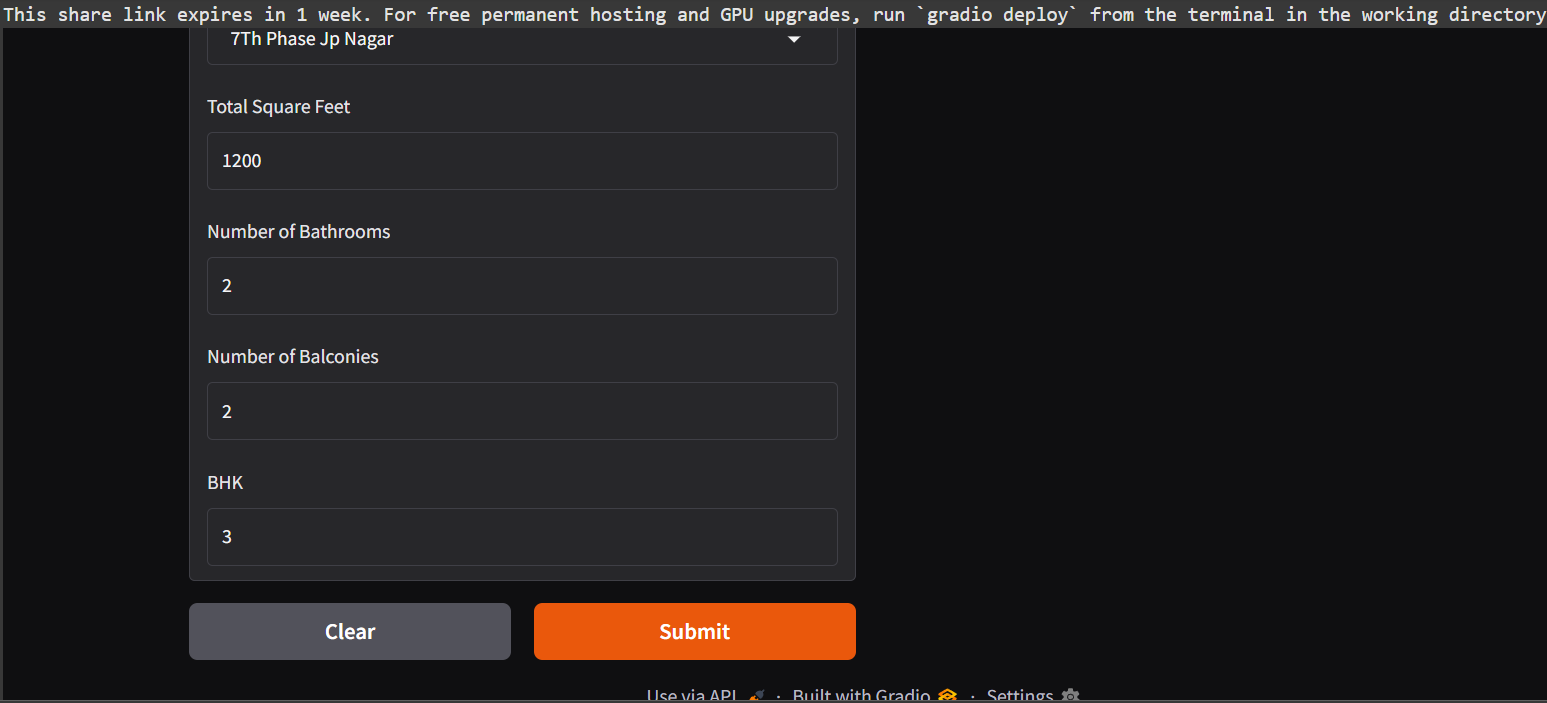 This share link expires in 1 week. For free permanent hosting and GPU upgrades, run `gradio deploy` from the terminal in the working directory
7Th Phase Jp Nagar
Total Square Feet
1200
Number of Bathrooms
2
Number of Balconies
2
BHK
3
Clear Submit
Use via API · Built with Gradio · Settings